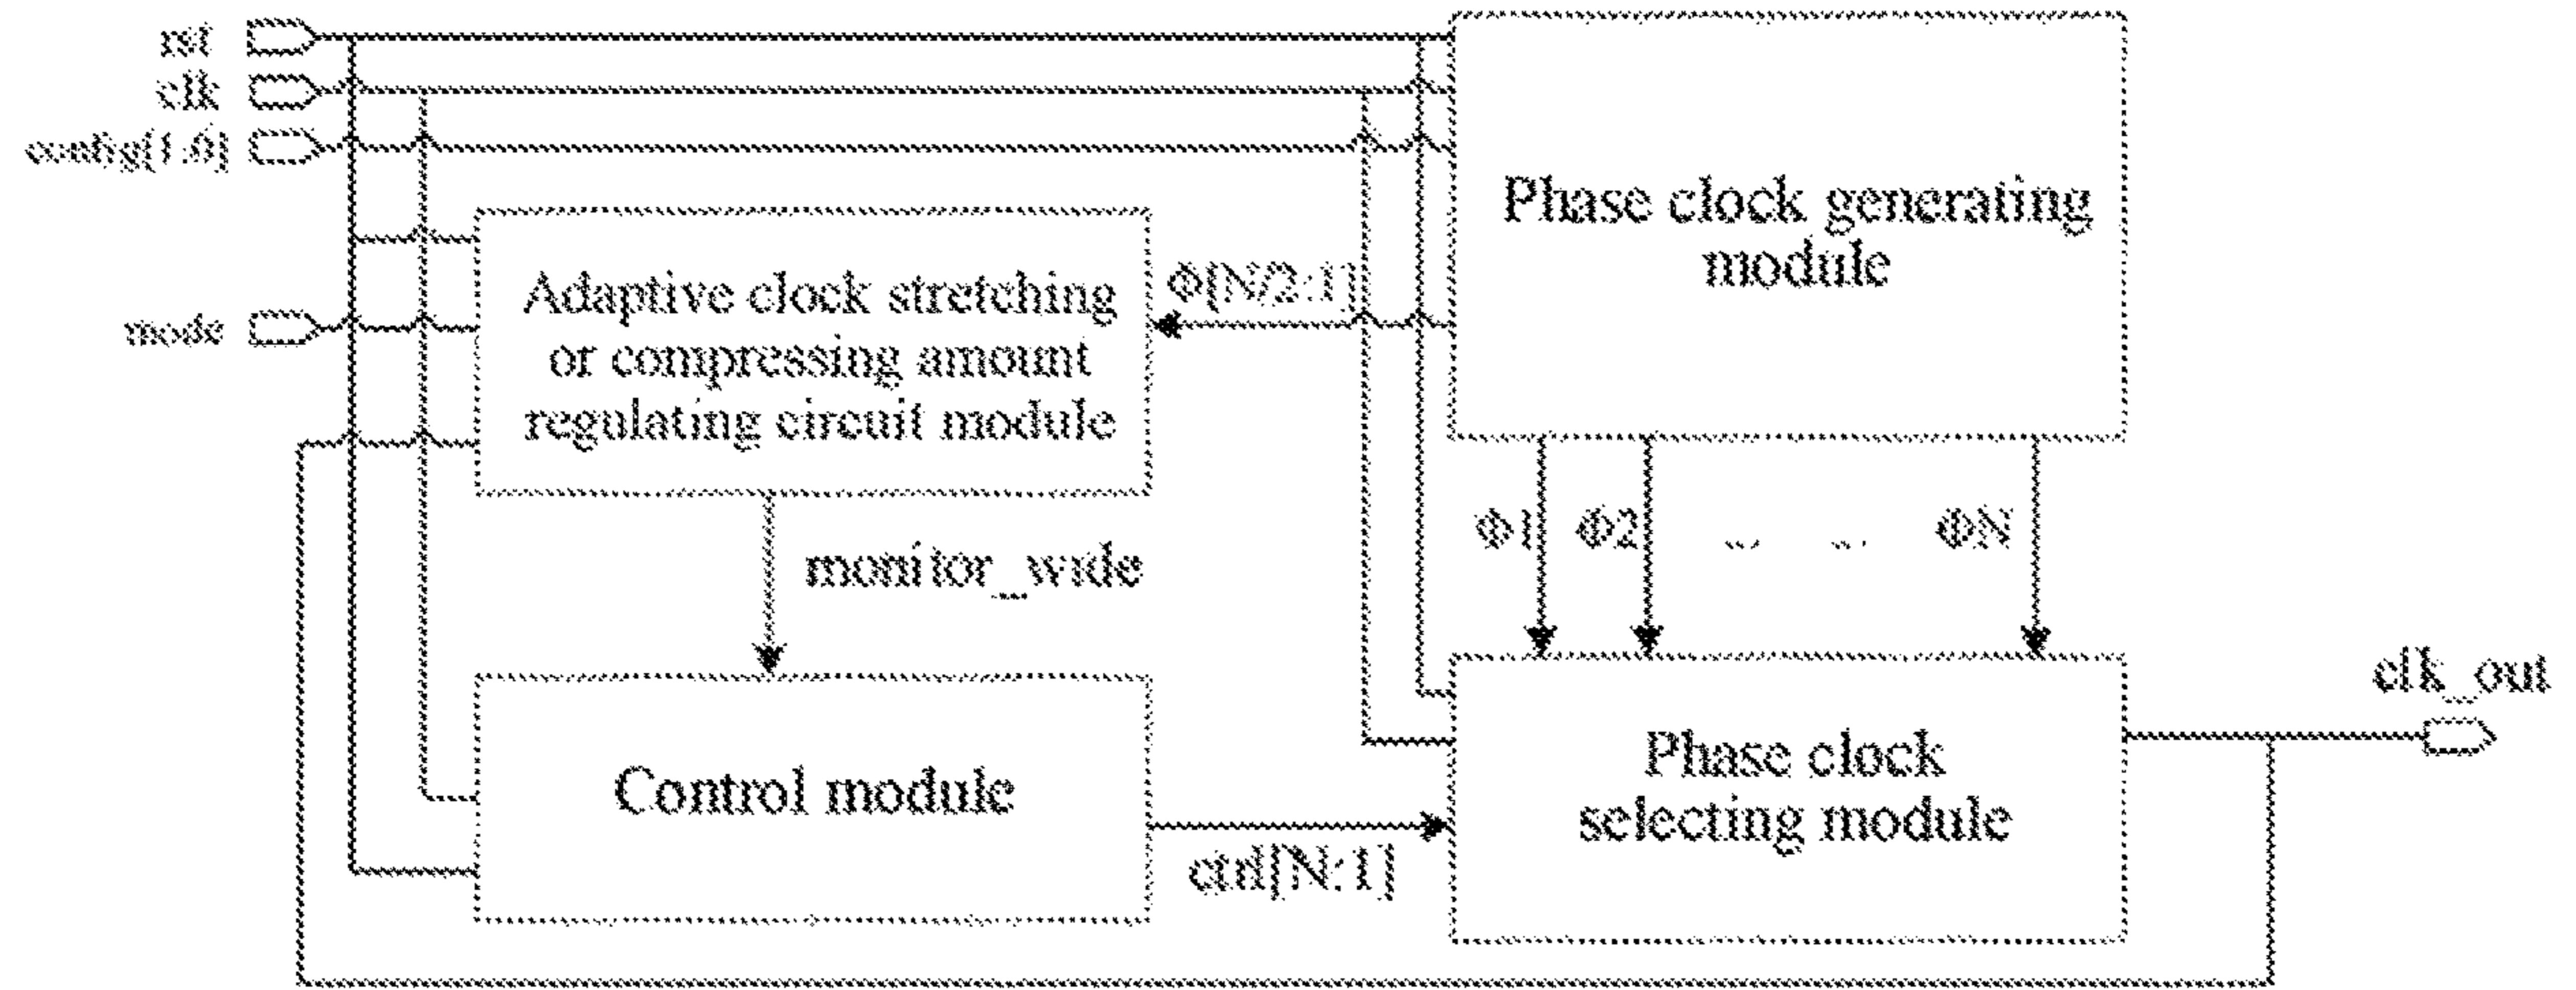 rst
clk
config[1:0]
mode
Adaptive clock stretching
or compressing amount
regulating circuit module
Φ[N/2:1]
Phase clock generating
module
monitor_wide
Φ1 Φ2 ... ... ΦN
Control module
ctrl[N:1]
Phase clock
selecting module
clk_out